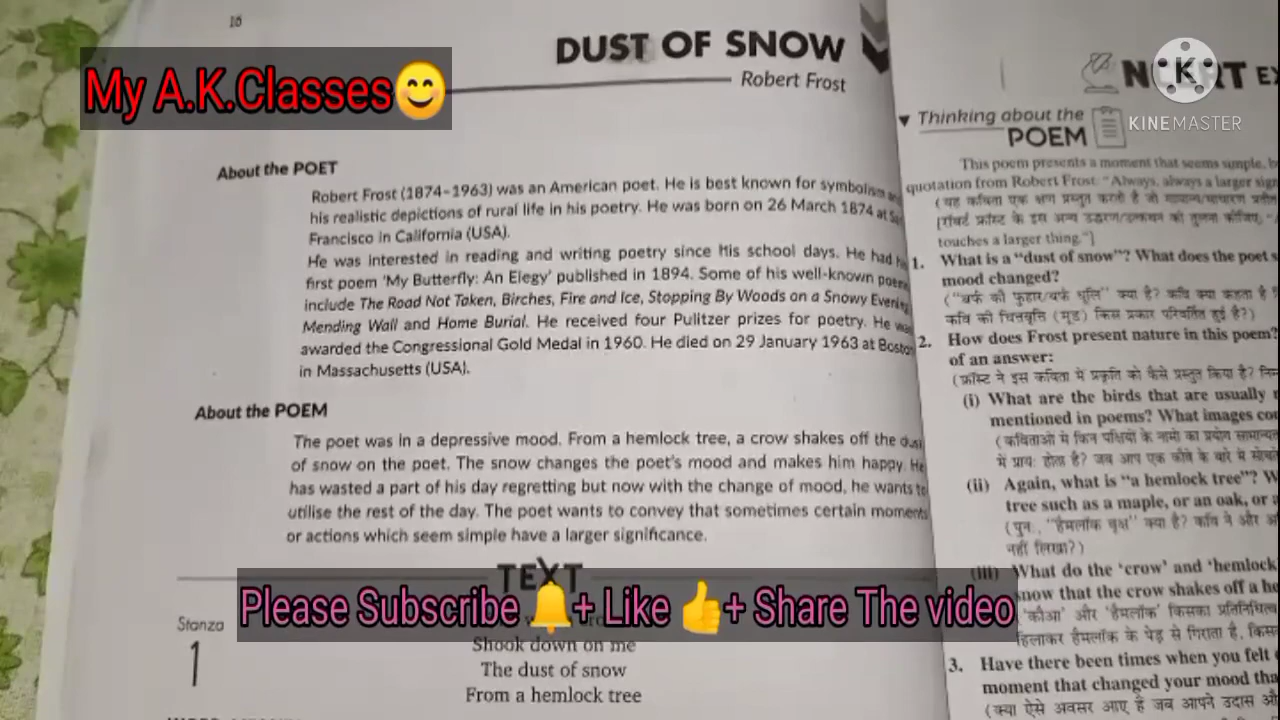 16
DUST OF SNOW
Robert Frost
My A.K.Classes😊
About the POET
Robert Frost (1874–1963) was an American poet. He is best known for symbolism
his realistic depictions of rural life in his poetry. He was born on 26 March 1874 at
Francisco in California (USA).
He was interested in reading and writing poetry since his school days. He had
first poem 'My Butterfly: An Elegy' published in 1894. Some of his well-known
include The Road Not Taken, Birches, Fire and Ice, Stopping By Woods on a Snowy
Mending Wall and Home Burial. He received four Pulitzer prizes for poetry. He
awarded the Congressional Gold Medal in 1960. He died on 29 January 1963 at Boston
in Massachusetts (USA).
About the POEM
The poet was in a depressive mood. From a hemlock tree, a crow shakes off the
of snow on the poet. The snow changes the poet's mood and makes him happy. He
has wasted a part of his day regretting but now with the change of mood, he wants to
utilise the rest of the day. The poet wants to convey that sometimes certain moments
or actions which seem simple have a larger significance.
TEXT
Please Subscribe 🔔+ Like 👍+ Share The video
Stanza
1
Shook down on me
The dust of snow
From a hemlock tree
K
KINEMASTER
Thinking about the
POEM
This poem presents a moment that seems simple,
quotation from Robert Frost: "Always, always a larger
(यह कविता एक क्षण प्रस्तुत करती है जो
touches a larger thing."]
1. What is a "dust of snow"? What does the poet
mood changed?
("बर्फ की फुहार/बर्फ धूलि" क्या है? कवि क्या कहता है
कवि की चित्तवृत्ति (मूड) किस प्रकार परिवर्तित हुई है?)
2. How does Frost present nature in this poem?
of an answer:
(फ्रॉस्ट ने इस कविता में प्रकृति को कैसे प्रस्तुत किया है?
(i) What are the birds that are usually
mentioned in poems? What images
(कविताओं में किन पक्षियों के नामों का प्रयोग
में प्रायः होता है? जब आप एक कौवे के बारे में
(ii) Again, what is "a hemlock tree"?
tree such as a maple, or an oak, or
(पुनः, "हैमलॉक वृक्ष" क्या है? कवि ने और
नहीं लिखा?)
(iii) What do the 'crow' and 'hemlock
snow that the crow shakes off a
'कौआ' और 'हैमलॉक' किसका
हिलाकर हैमलॉक के पेड़ से गिराता है,
3. Have there been times when you felt
moment that changed your mood
(क्या ऐसे अवसर आए हैं जब आपने उदास